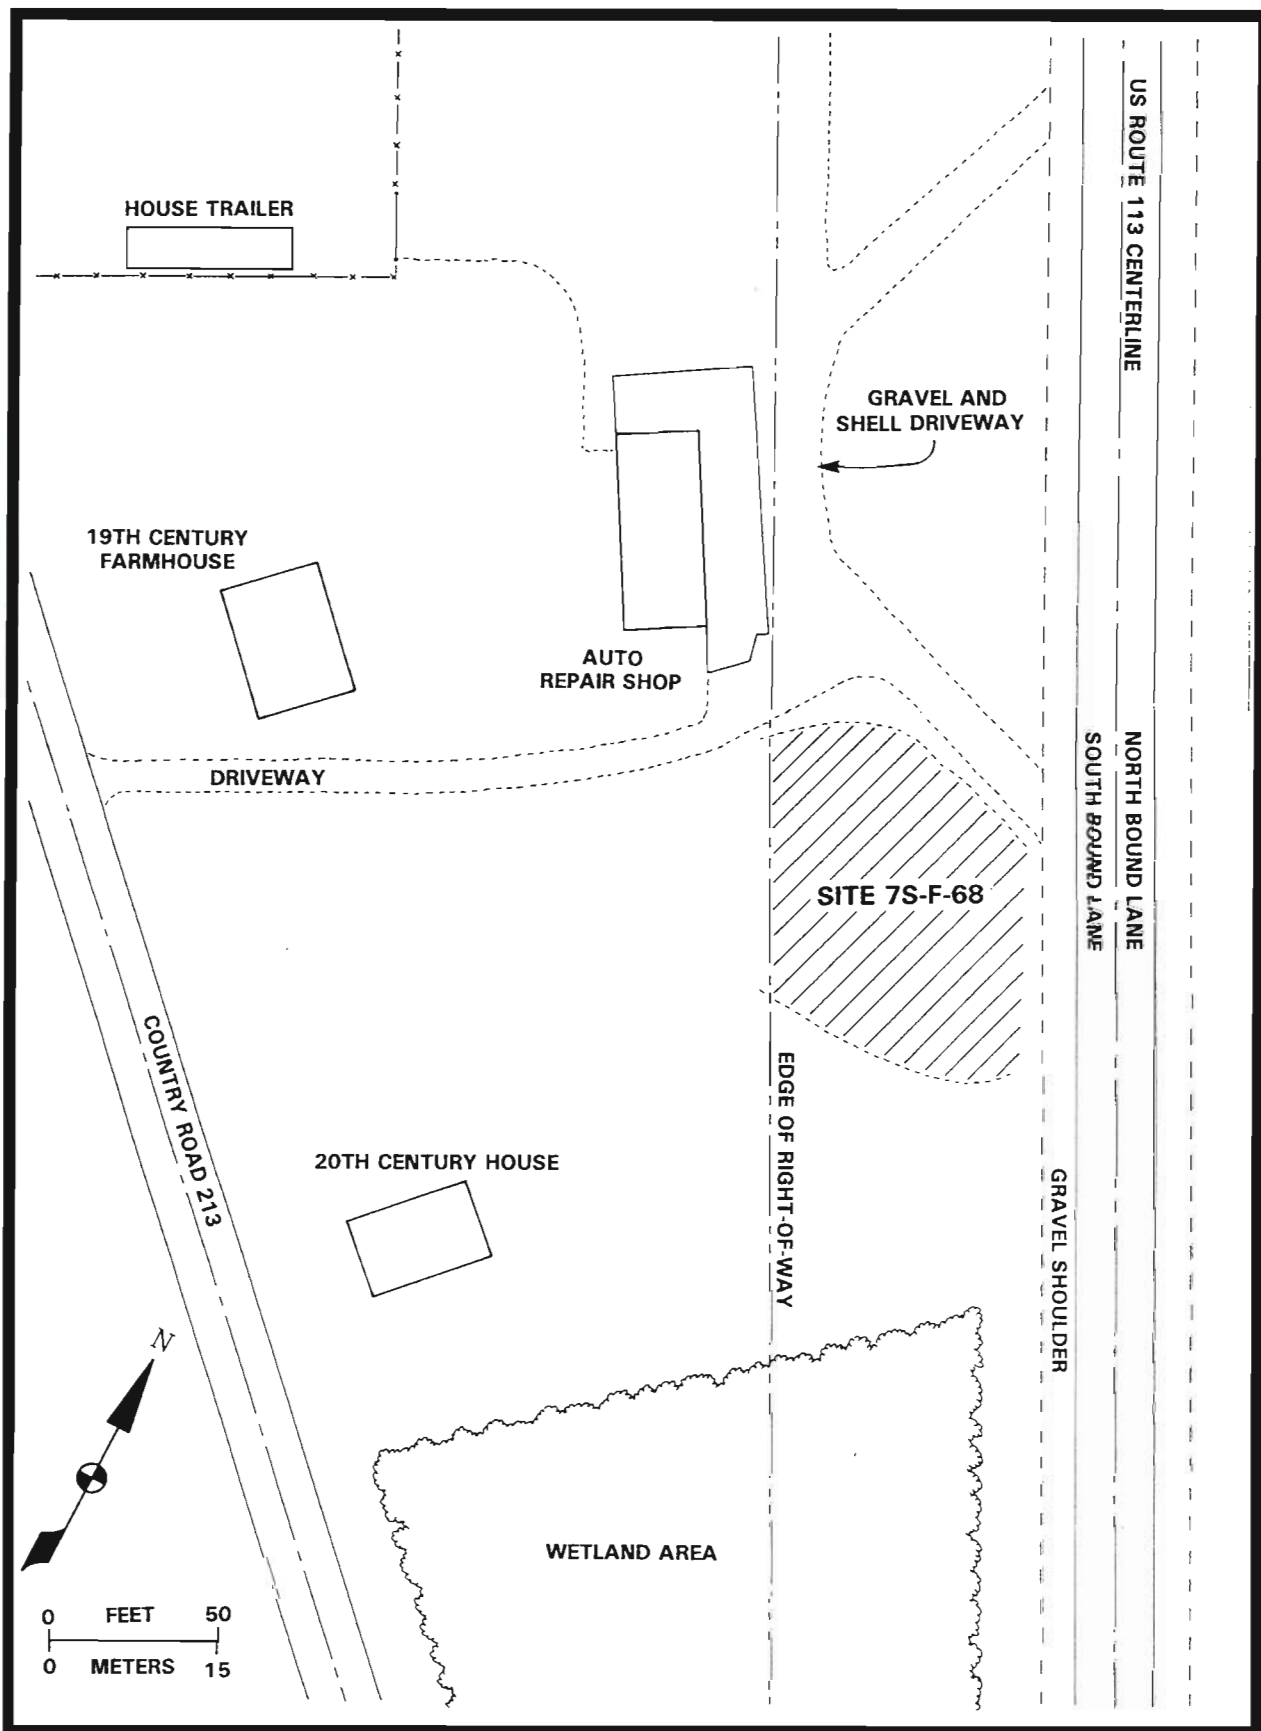 US ROUTE 113 CENTERLINE
HOUSE TRAILER
GRAVEL AND
SHELL DRIVEWAY
19TH CENTURY
FARMHOUSE
AUTO
REPAIR SHOP
DRIVEWAY
NORTH BOUND LANE
SOUTH BOUND LANE
SITE 7S-F-68
COUNTRY ROAD 213
EDGE OF RIGHT-OF-WAY
20TH CENTURY HOUSE
GRAVEL SHOULDER
N
WETLAND AREA
0 FEET 50
0 METERS 15